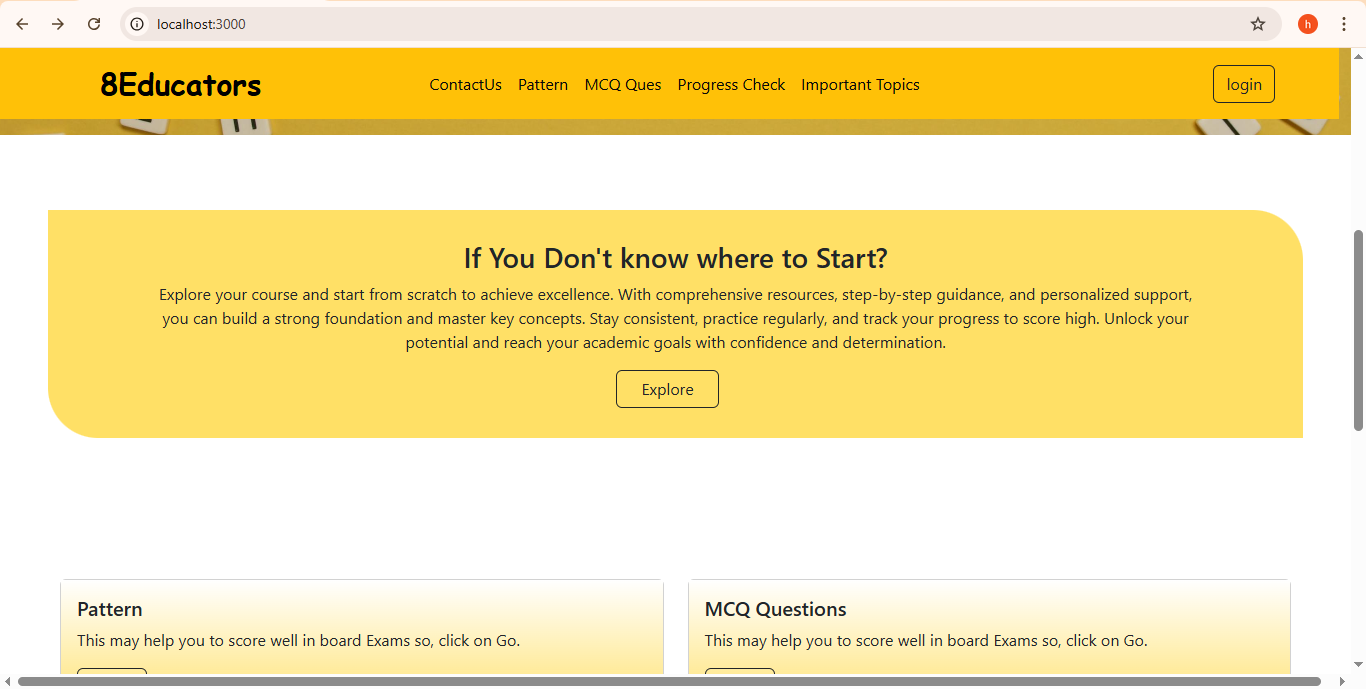 localhost:3000
h
8Educators
ContactUs Pattern MCQ Ques Progress Check Important Topics
login
If You Don't know where to Start?
Explore your course and start from scratch to achieve excellence. With comprehensive resources, step-by-step guidance, and personalized support,
you can build a strong foundation and master key concepts. Stay consistent, practice regularly, and track your progress to score high. Unlock your
potential and reach your academic goals with confidence and determination.
Explore
Pattern
This may help you to score well in board Exams so, click on Go.
MCQ Questions
This may help you to score well in board Exams so, click on Go.